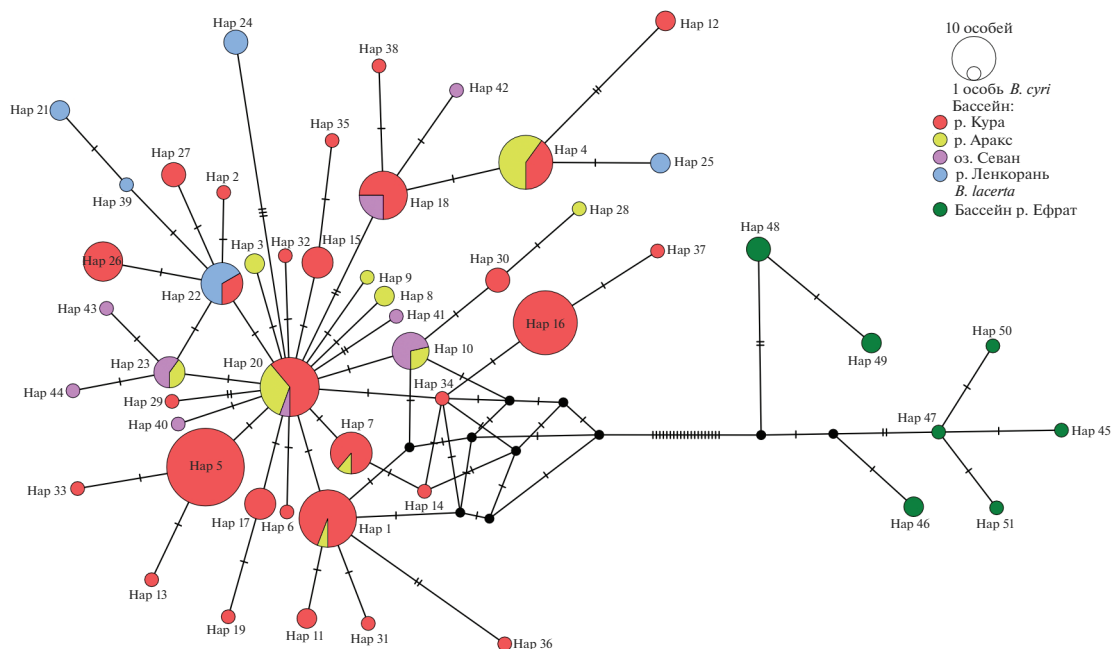 Hap 24
Hap 12
10 особей
Hap 38
1 особь B. cyri
Бассейн:
р. Кура
р. Аракс
оз. Севан
р. Ленкорань
B. lacerta
Бассейн р. Ефрат
Hap 42
Hap 21
Hap 35
Hap 27
Hap 4
Hap 25
Hap 2
Hap 39
Hap 18
Hap 28
Hap 48
Hap 3
Hap 32
Hap 15
Hap 37
Hap 26
Hap 30
Hap 9
Hap 22
Hap 8
Hap 43
Hap 41
Hap 16
Hap 50
Hap 10
Hap 49
Hap 23
Hap 20
Hap 34
Hap 44
Hap 29
Hap 47
Hap 40
Hap 7
Hap 45
Hap 5
Hap 33
Hap 14
Hap 17
Hap 6
Hap 1
Hap 46
Hap 51
Hap 13
Hap 19
Hap 11
Hap 31
Hap 36